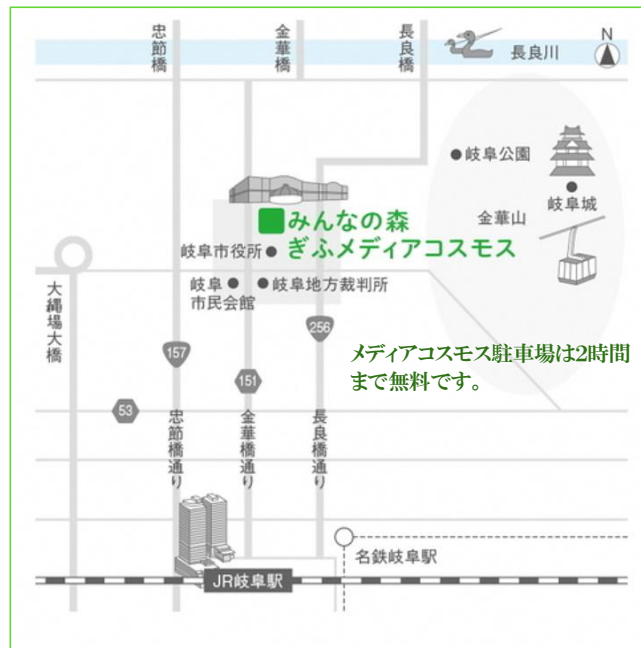 忠節橋
金華橋
長良橋
長良川
N
岐阜公園
岐阜城
金華山
みんなの森
ぎふメディアコスモス
岐阜市役所
岐阜
市民会館
岐阜地方裁判所
大縄場大橋
256
157
151
53
メディアコスモス駐車場は2時間
まで無料です。
忠節橋通り
金華橋通り
長良橋通り
名鉄岐阜駅
JR岐阜駅